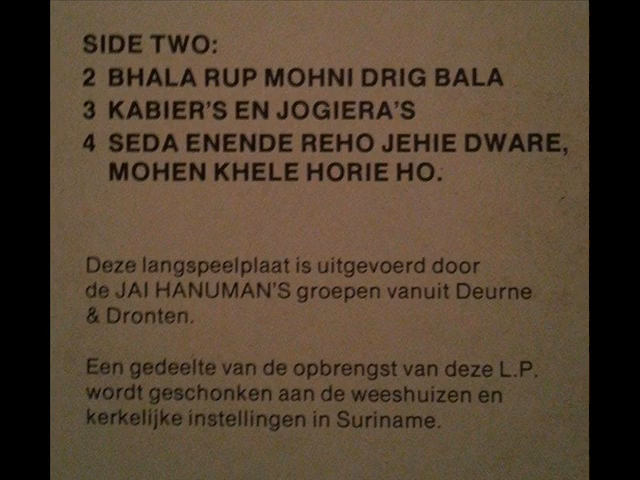 SIDE TWO:
2 BHALA RUP MOHNI DRIG BALA
3 KABIER'S EN JOGIERA'S
4 SEDA ENENDE REHO JEHIE DWARE,
MOHEN KHELE HORIE HO.
Deze langspeelplaat is uitgevoerd door
de JAI HANUMAN'S groepen vanuit Deurne
& Dronten.
Een gedeelte van de opbrengst van deze L.P.
wordt geschonken aan de weeshuizen en
kerkelijke instellingen in Suriname.